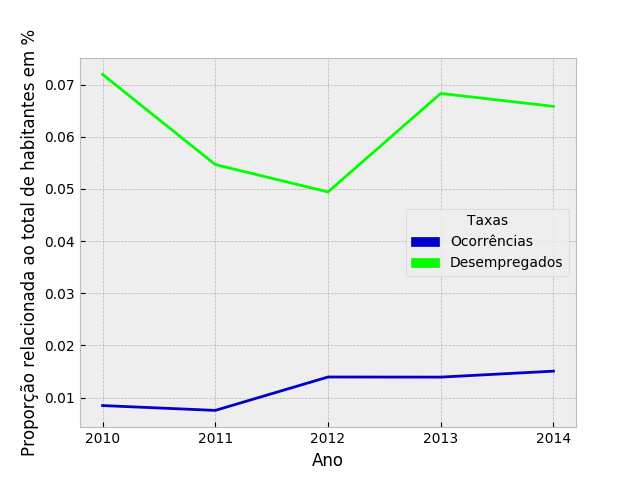 Proporção relacionada ao total de habitantes em %
0.07
0.06
0.05
0.04
0.03
0.02
0.01
Taxas
Ocorrências
Desempregados
2010 2011 2012 2013 2014
Ano